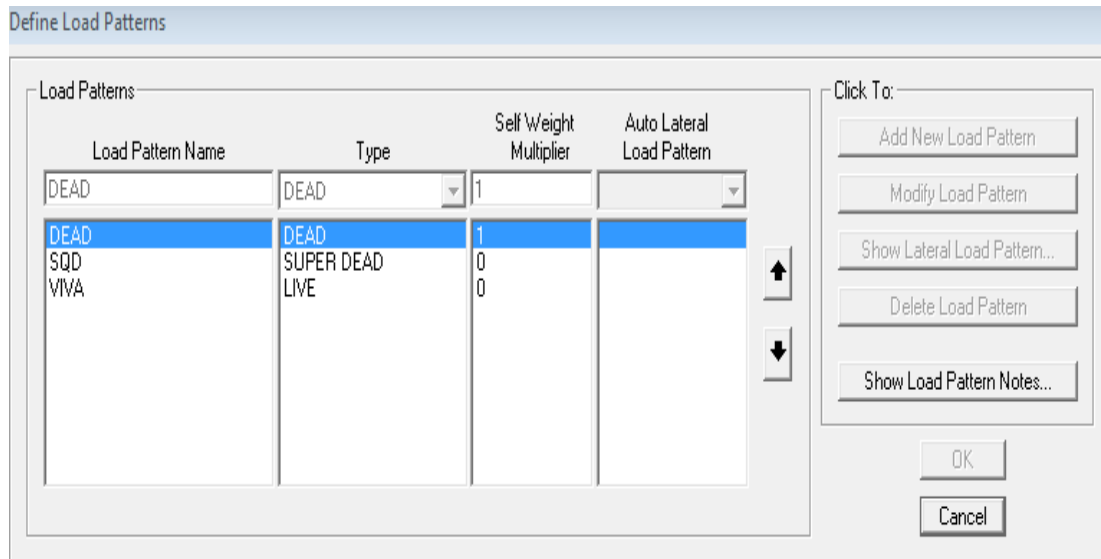 Define Load Patterns
Load Patterns
Click To:
Load Pattern Name Type Self Weight Multiplier Auto Lateral Load Pattern
DEAD DEAD 1
DEAD DEAD 1
SQD SUPER DEAD 0
VIVA LIVE 0
Add New Load Pattern
Modify Load Pattern
Show Lateral Load Pattern...
Delete Load Pattern
Show Load Pattern Notes...
OK
Cancel